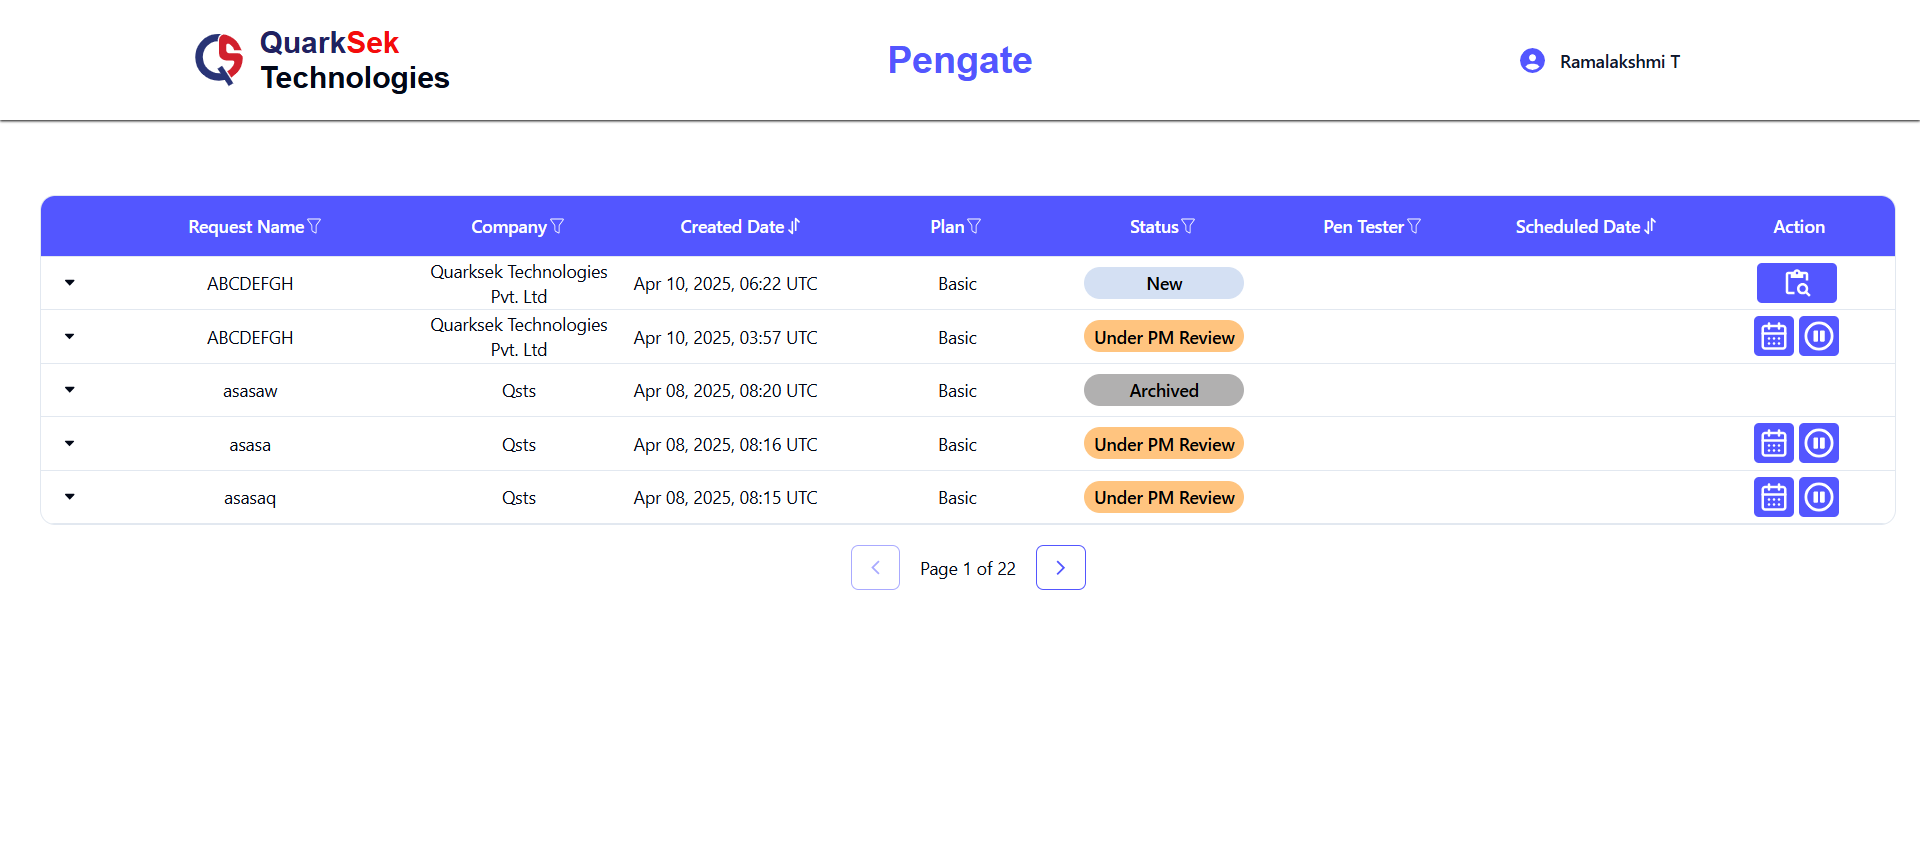 QuarkSek
Technologies
Pengate
Ramalakshmi T
Request Name Company Created Date Plan Status Pen Tester Scheduled Date Action
ABCDEFGH Quarksek Technologies Pvt. Ltd Apr 10, 2025, 06:22 UTC Basic New
ABCDEFGH Quarksek Technologies Pvt. Ltd Apr 10, 2025, 03:57 UTC Basic Under PM Review
asasaw Qsts Apr 08, 2025, 08:20 UTC Basic Archived
asasa Qsts Apr 08, 2025, 08:16 UTC Basic Under PM Review
asasaq Qsts Apr 08, 2025, 08:15 UTC Basic Under PM Review
Page 1 of 22